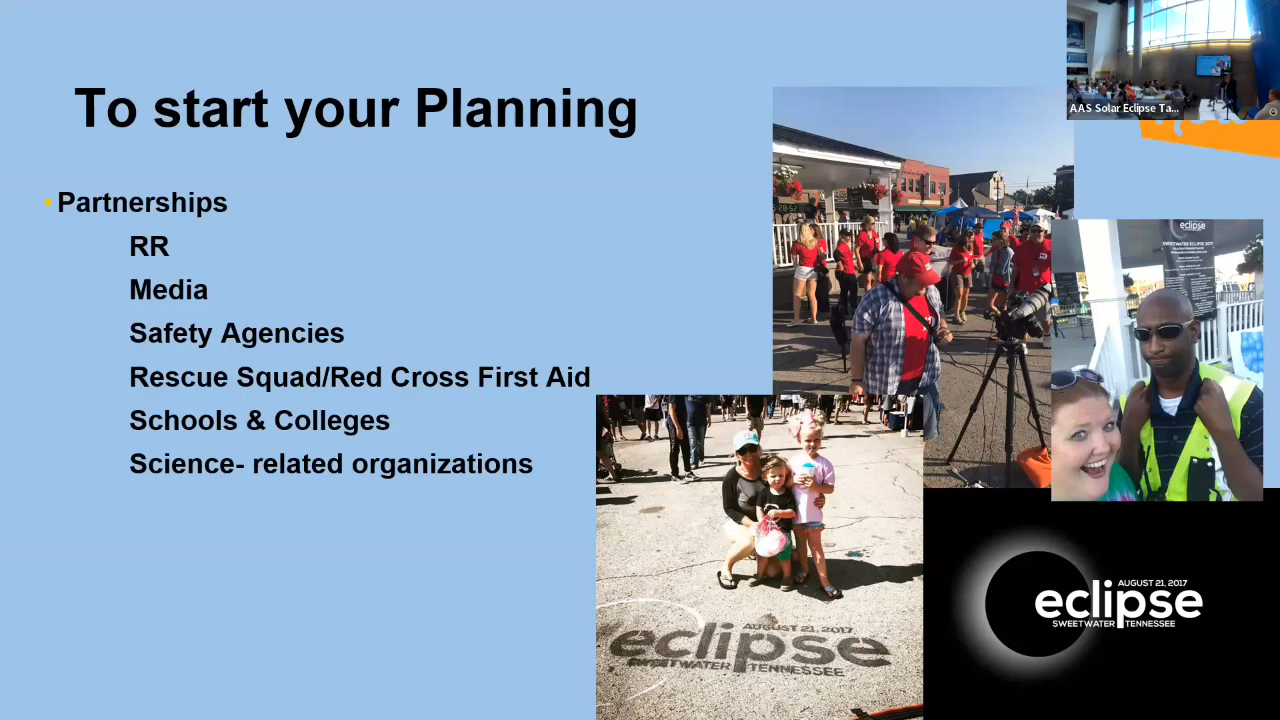 To start your Planning
• Partnerships
RR
Media
Safety Agencies
Rescue Squad/Red Cross First Aid
Schools & Colleges
Science- related organizations
AAS Solar Eclipse Ta...
eclipse
SWEETWATER ECLIPSE 2017
AUGUST 21, 2017
eclipse
SWEETWATER TENNESSEE
AUGUST 21, 2017
eclipse
SWEETWATER TENNESSEE